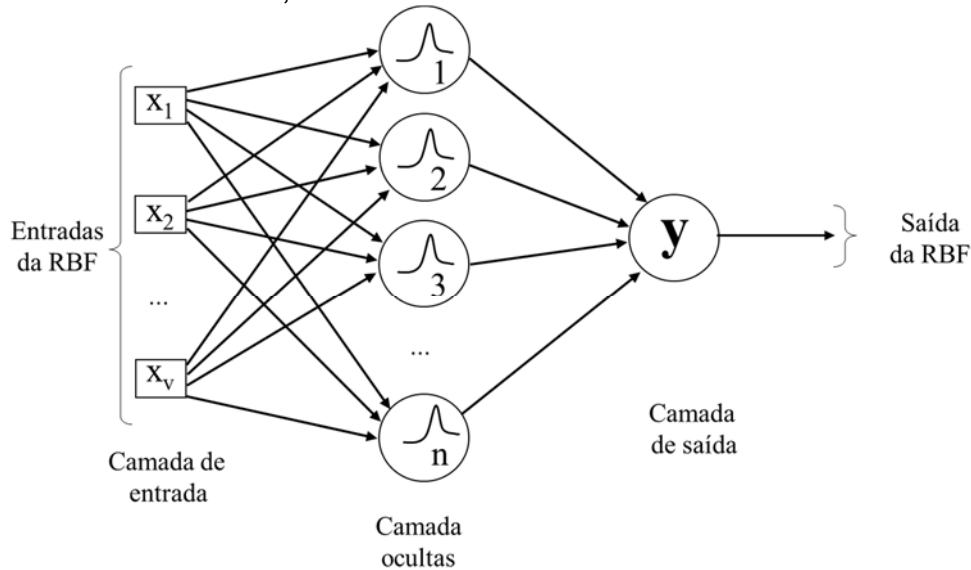 1
x1
2
x2
Entradas
da RBF
3
y
Saída
da RBF
...
...
xv
n
Camada de
entrada
Camada
ocultas
Camada
de saída